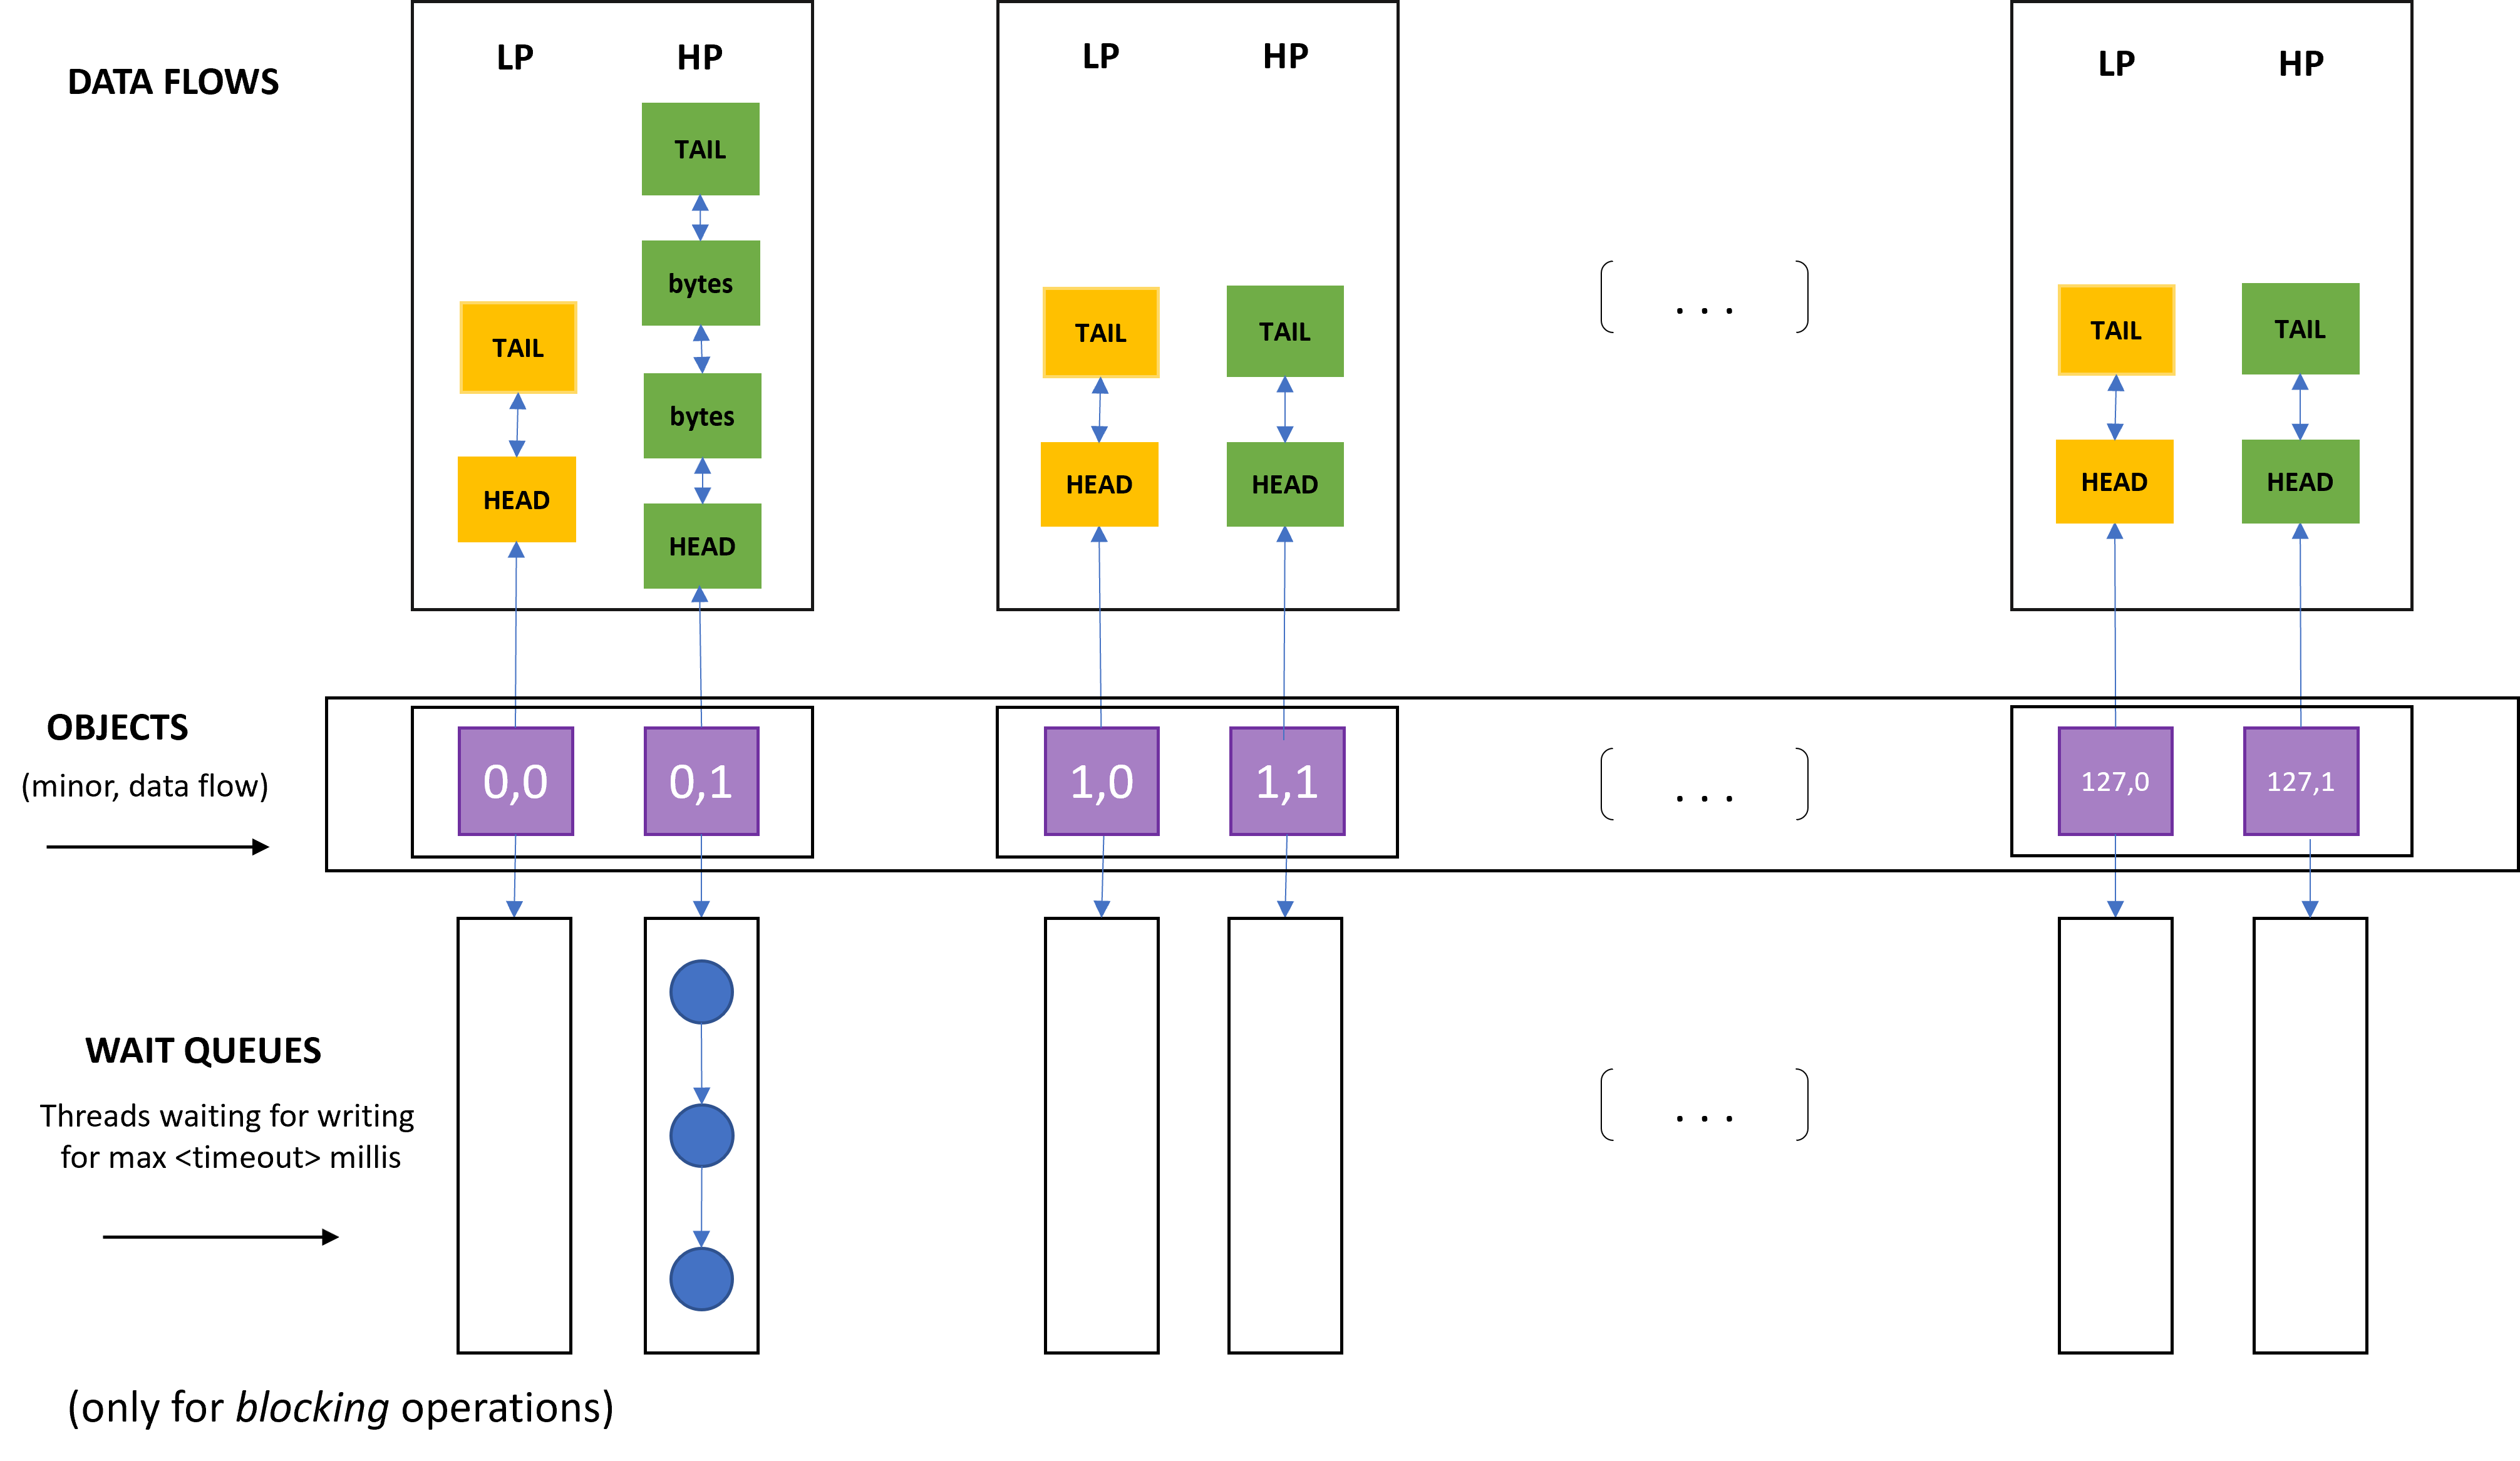 DATA FLOWS
LP
HP
TAIL
bytes
bytes
HEAD
TAIL
HEAD
LP
HP
TAIL
TAIL
HEAD
HEAD
. . .
LP
HP
TAIL
TAIL
HEAD
HEAD
OBJECTS
(minor, data flow)
0,0
0,1
1,0
1,1
. . .
127,0
127,1
WAIT QUEUES
Threads waiting for writing
for max <timeout> millis
. . .
(only for blocking operations)